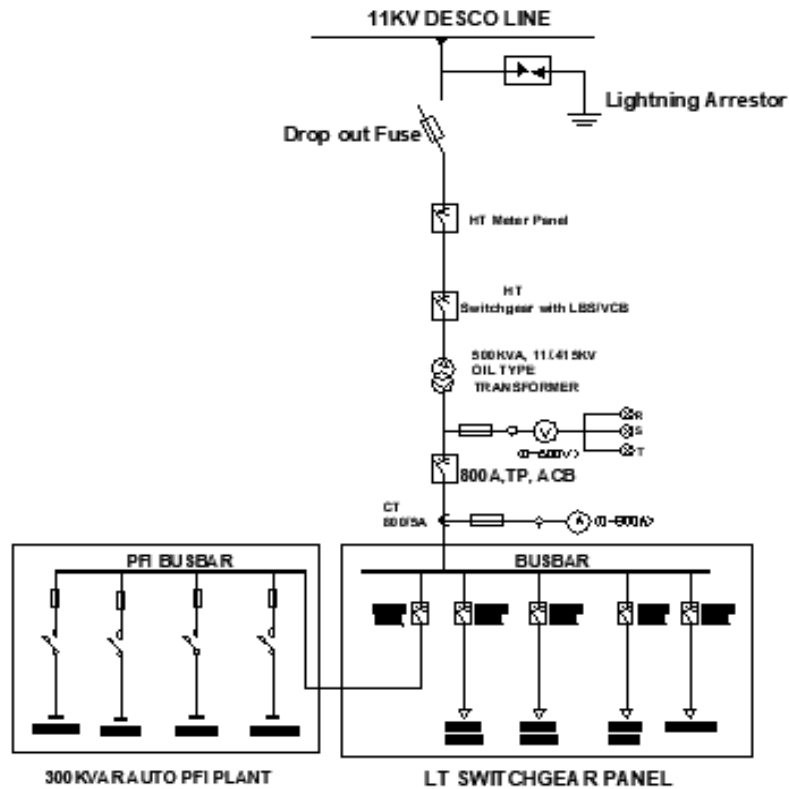 11KV DESCO LINE
Lightning Arrestor
Drop out Fuse
HT Meter Panel
HT
Switchgear with LBS/VCB
500KVA, 11/.415KV
OIL TYPE
TRANSFORMER
R
S
T
V
(0-500V)
800A,TP, ACB
CT
800/5A
A
(0-800A)
PFI BUSBAR
BUSBAR
300KVAR AUTO PFI PLANT
LT SWITCHGEAR PANEL